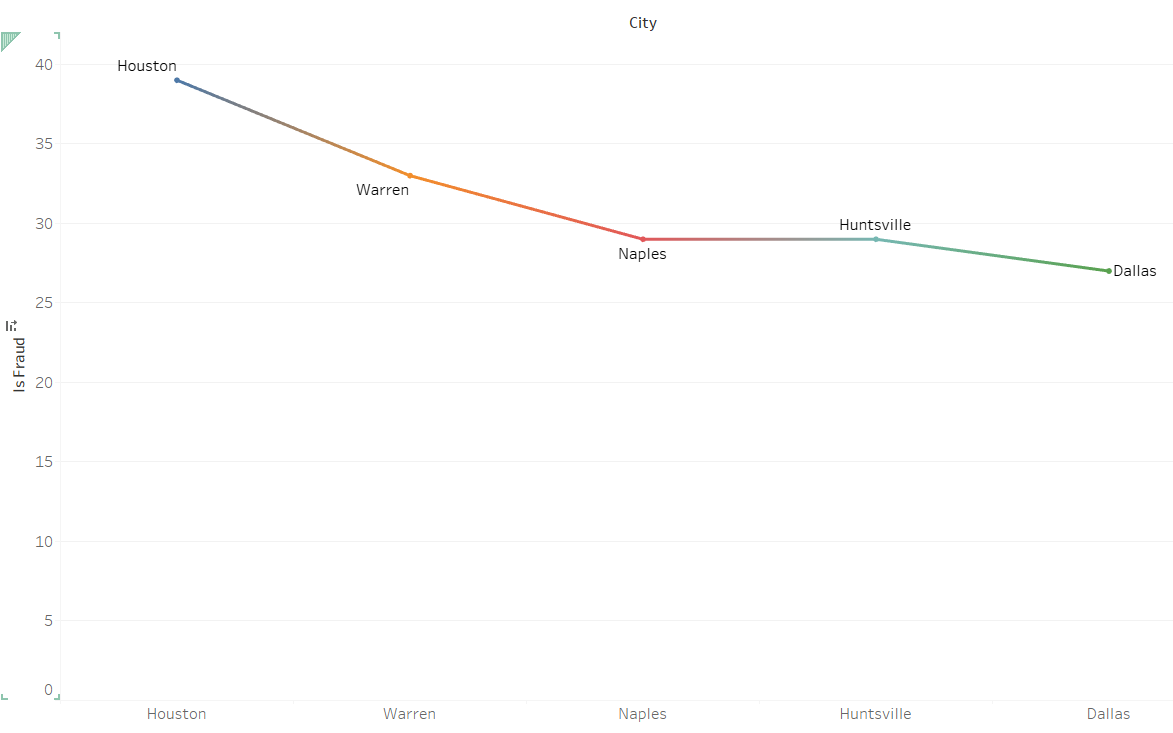 City
40
35
30
25
20
15
10
5
0
Is Fraud
Houston
Warren
Naples
Huntsville
Dallas
Houston
Warren
Naples
Huntsville
Dallas